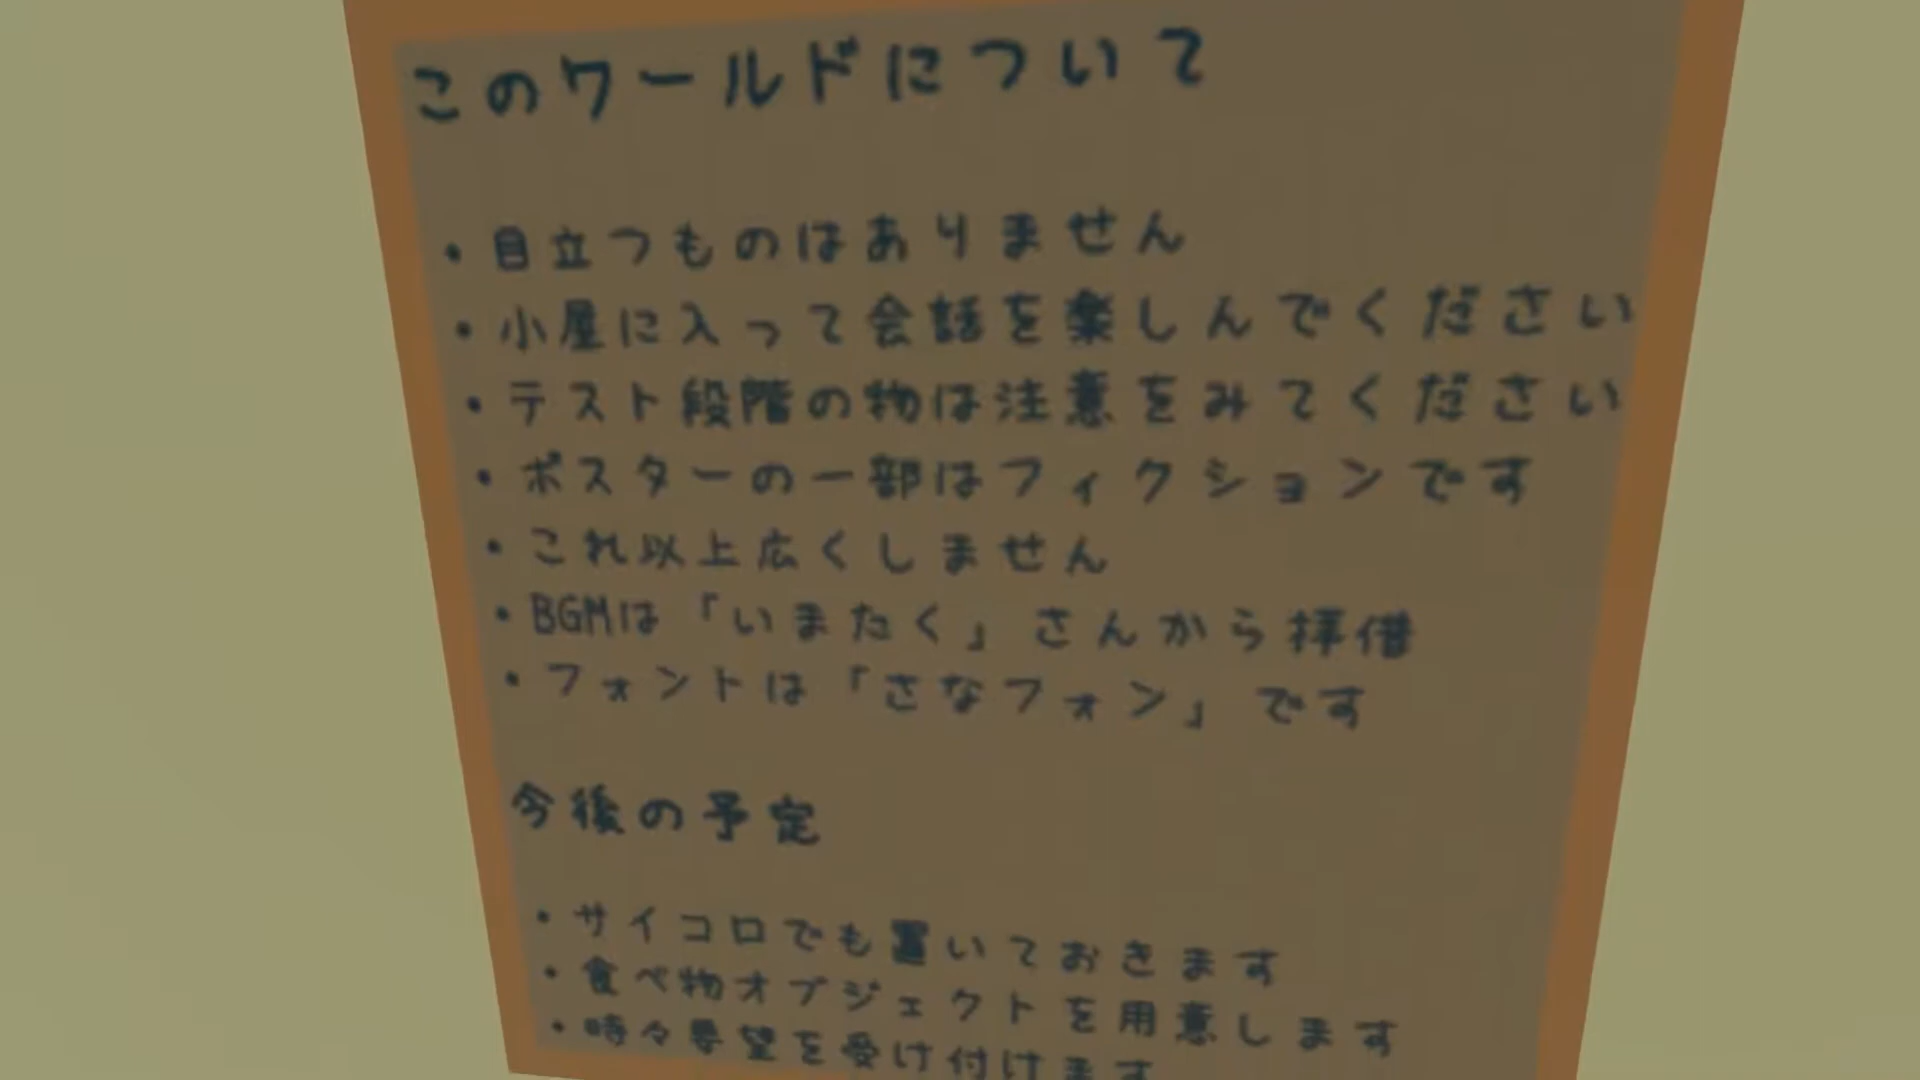 このワールドについて
・目立つものはありません
・小屋に入って会話を楽しんでください
・テスト段階の物は注意をみてください
・ポスターの一部はフィクションです
・これ以上広くしません
・BGMは「いまたく」さんから拝借
・フォントは「さなフォン」です
今後の予定
・サイコロでも置いておきます
・食べ物オブジェクトを用意します
・時々要望を受け付けます